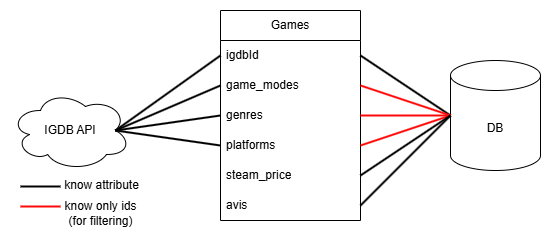 Games
igdbId
game_modes
genres
platforms
steam_price
avis
IGDB API
DB
know attribute
know only ids
(for filtering)